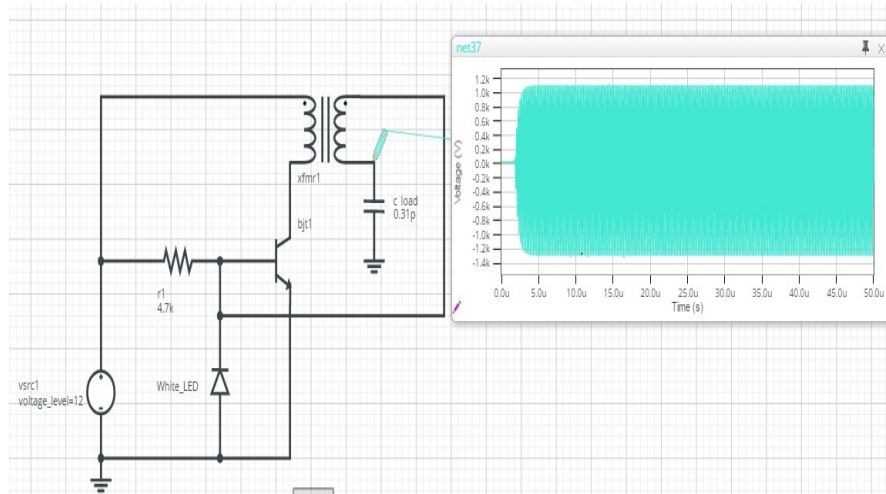 net37
1.2k
1.0k
0.8k
0.6k
0.4k
0.2k
0.0k
-0.2k
-0.4k
-0.6k
-0.8k
-1.0k
-1.2k
-1.4k
Voltage (V)
0.0u 5.0u 10.0u 15.0u 20.0u 25.0u 30.0u 35.0u 40.0u 45.0u 50.0u
Time (s)
xfmr1
c_load
0.31p
bjt1
r1
4.7k
vsrc1
voltage_level=12
White_LED